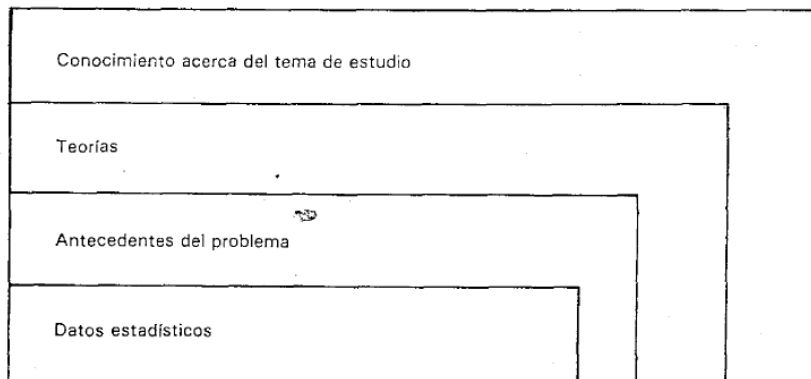 Conocimiento acerca del tema de estudio
Teorías
Antecedentes del problema
Datos estadísticos